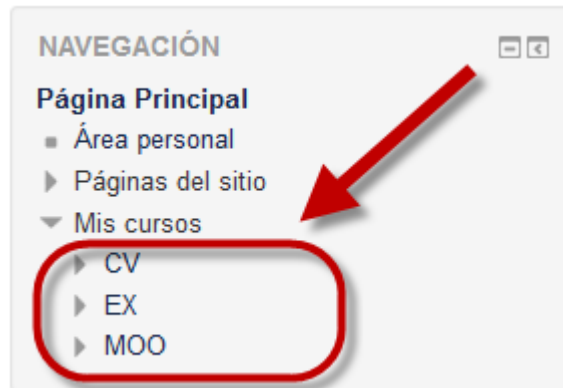 NAVEGACIÓN
Página Principal
Área personal
Páginas del sitio
Mis cursos
CV
EX
MOO